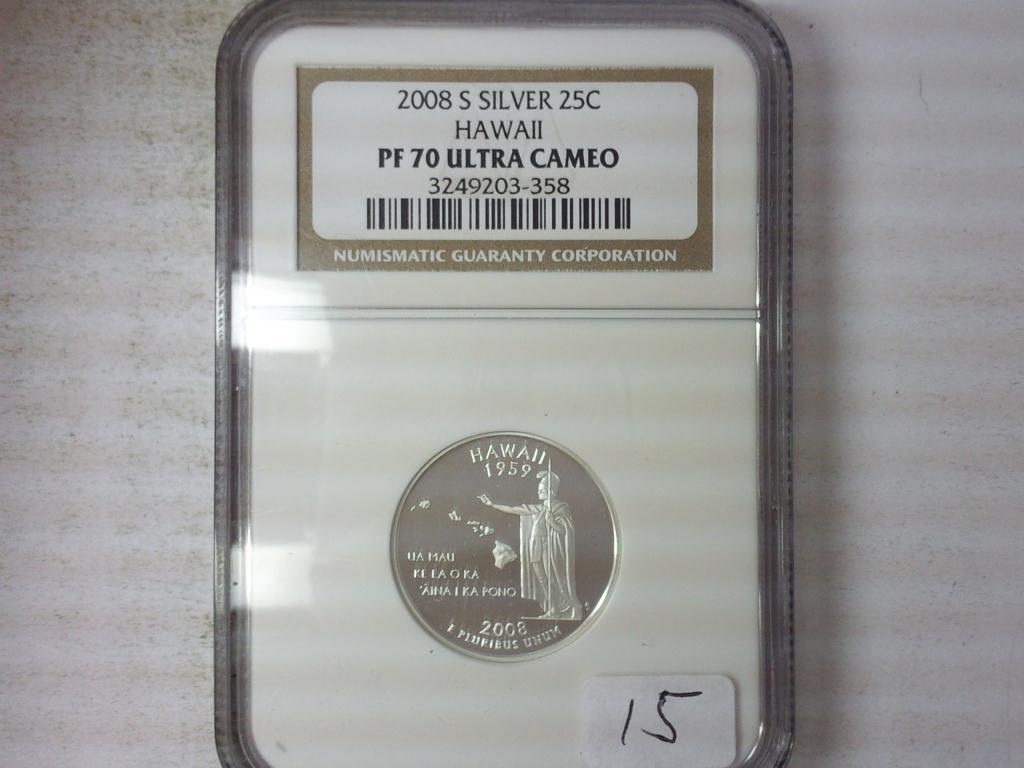 2008 S SILVER 25C
HAWAII
PF 70 ULTRA CAMEO
3249203-358
NUMISMATIC GUARANTY CORPORATION
HAWAII
1959
UA MAU
KE EA O KA
ʻĀINA I KA PONO
2008
E PLURIBUS UNUM
15